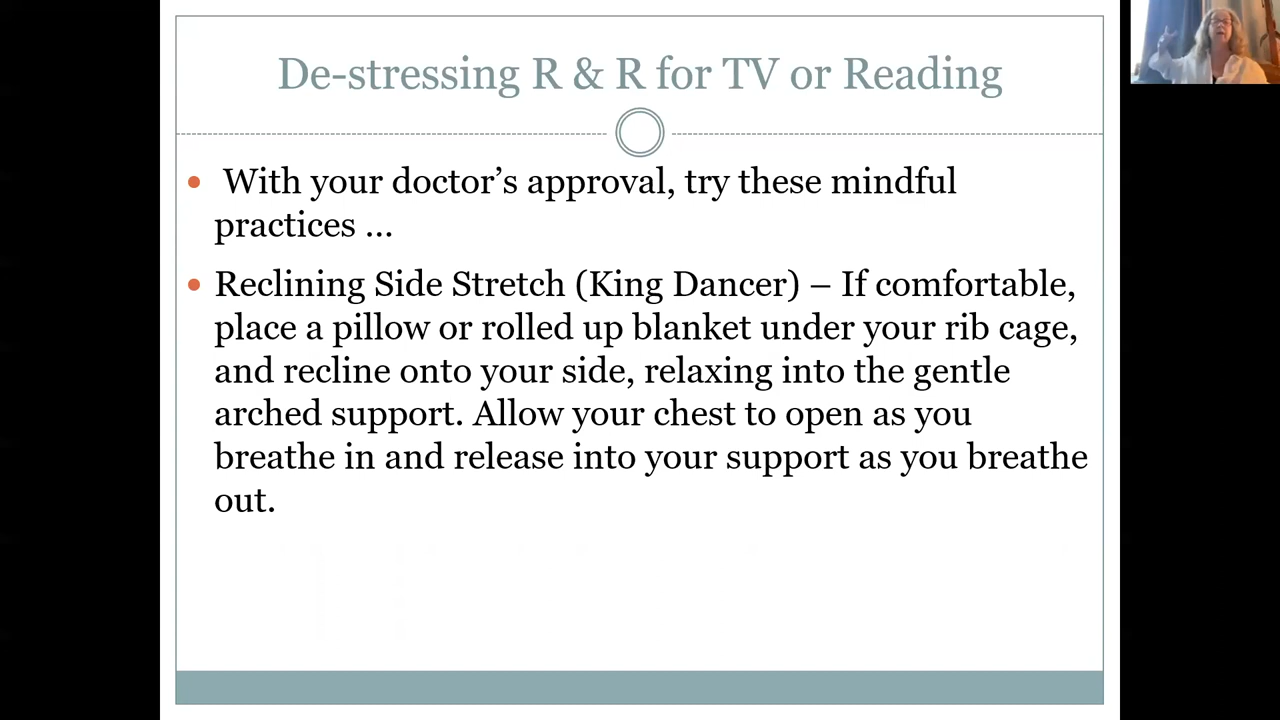 De-stressing R & R for TV or Reading
With your doctor’s approval, try these mindful
practices ...
Reclining Side Stretch (King Dancer) – If comfortable,
place a pillow or rolled up blanket under your rib cage,
and recline onto your side, relaxing into the gentle
arched support. Allow your chest to open as you
breathe in and release into your support as you breathe
out.